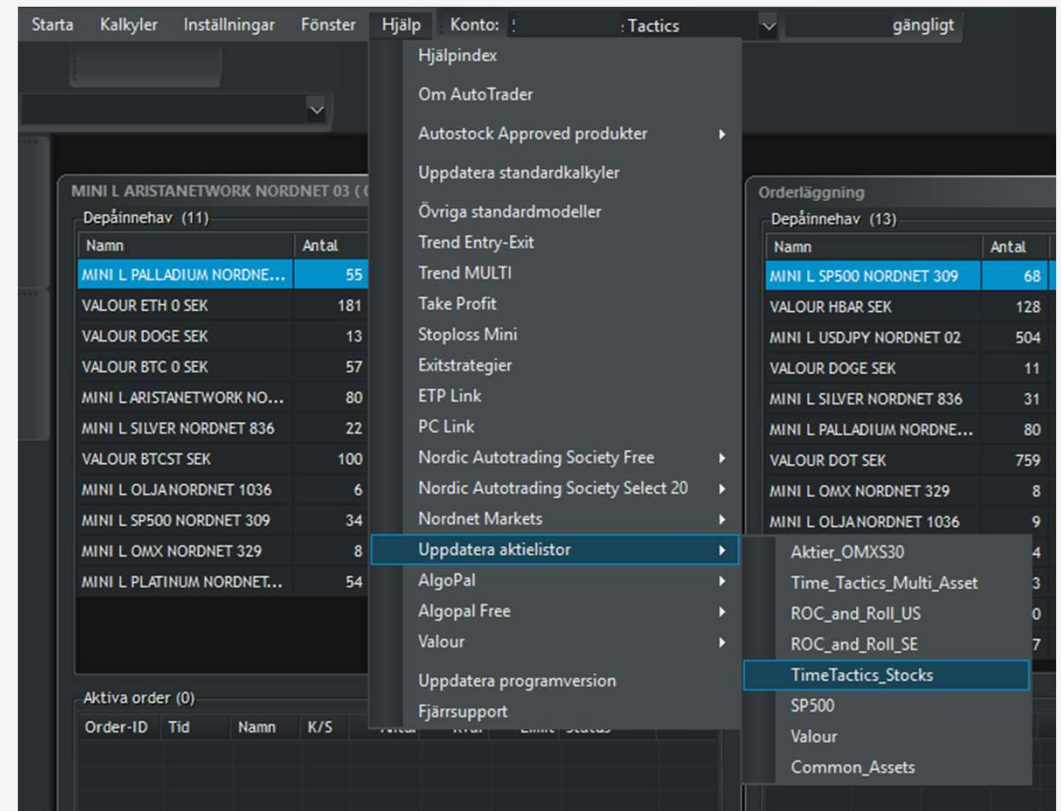 Starta Kalkyler Inställningar Fönster Hjälp Konto: Tactics gängligt
Hjälpindex
Om AutoTrader
Autostock Approved produkter
Uppdatera standardkalkyler
Övriga standardmodeller
Trend Entry-Exit
Trend MULTI
Take Profit
Stoploss Mini
Exitstrategier
ETP Link
PC Link
Nordic Autotrading Society Free
Nordic Autotrading Society Select 20
Nordnet Markets
Uppdatera aktielistor
AlgoPal
Algopal Free
Valour
Uppdatera programversion
Fjärrsupport
Aktier_OMXS30
Time_Tactics_Multi_Asset
ROC_and_Roll_US
ROC_and_Roll_SE
TimeTactics_Stocks
SP500
Valour
Common_Assets
MINI L ARISTANETWORK NORDNET 03 (
Depåinnehav (11)
Namn Antal
MINI L PALLADIUM NORDNE... 55
VALOUR ETH 0 SEK 181
VALOUR DOGE SEK 13
VALOUR BTC 0 SEK 57
MINI L ARISTANETWORK NO... 80
MINI L SILVER NORDNET 836 22
VALOUR BTCST SEK 100
MINI L OLJANORDNET 1036 6
MINI L SP500 NORDNET 309 34
MINI L OMX NORDNET 329 8
MINI L PLATINUM NORDNET... 54
Aktiva order (0)
Order-ID Tid Namn K/S
Orderläggning
Depåinnehav (13)
Namn Antal
MINI L SP500 NORDNET 309 68
VALOUR HBAR SEK 128
MINI L USDJPY NORDNET 02 504
VALOUR DOGE SEK 11
MINI L SILVER NORDNET 836 31
MINI L PALLADIUM NORDNE... 80
VALOUR DOT SEK 759
MINI L OMX NORDNET 329 8
MINI L OLJANORDNET 1036 9
4
3
0
7